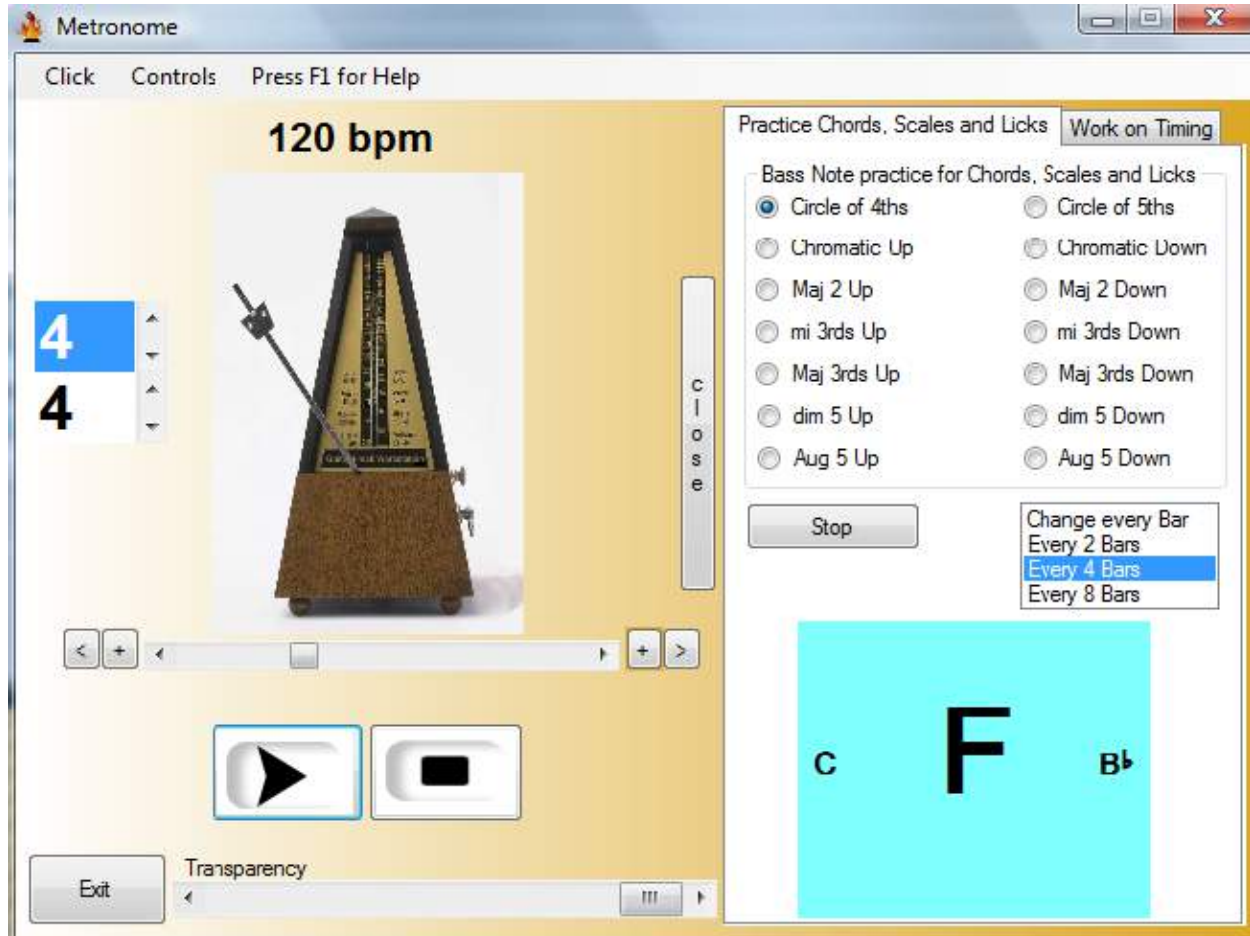 Metronome
Click Controls Press F1 for Help
120 bpm
4
4
c
l
o
s
e
< +
+ >
Transparency
Exit
Practice Chords, Scales and Licks Work on Timing
Bass Note practice for Chords, Scales and Licks
Circle of 4ths Circle of 5ths
Chromatic Up Chromatic Down
Maj 2 Up Maj 2 Down
mi 3rds Up mi 3rds Down
Maj 3rds Up Maj 3rds Down
dim 5 Up dim 5 Down
Aug 5 Up Aug 5 Down
Stop
Change every Bar
Every 2 Bars
Every 4 Bars
Every 8 Bars
C F B♭